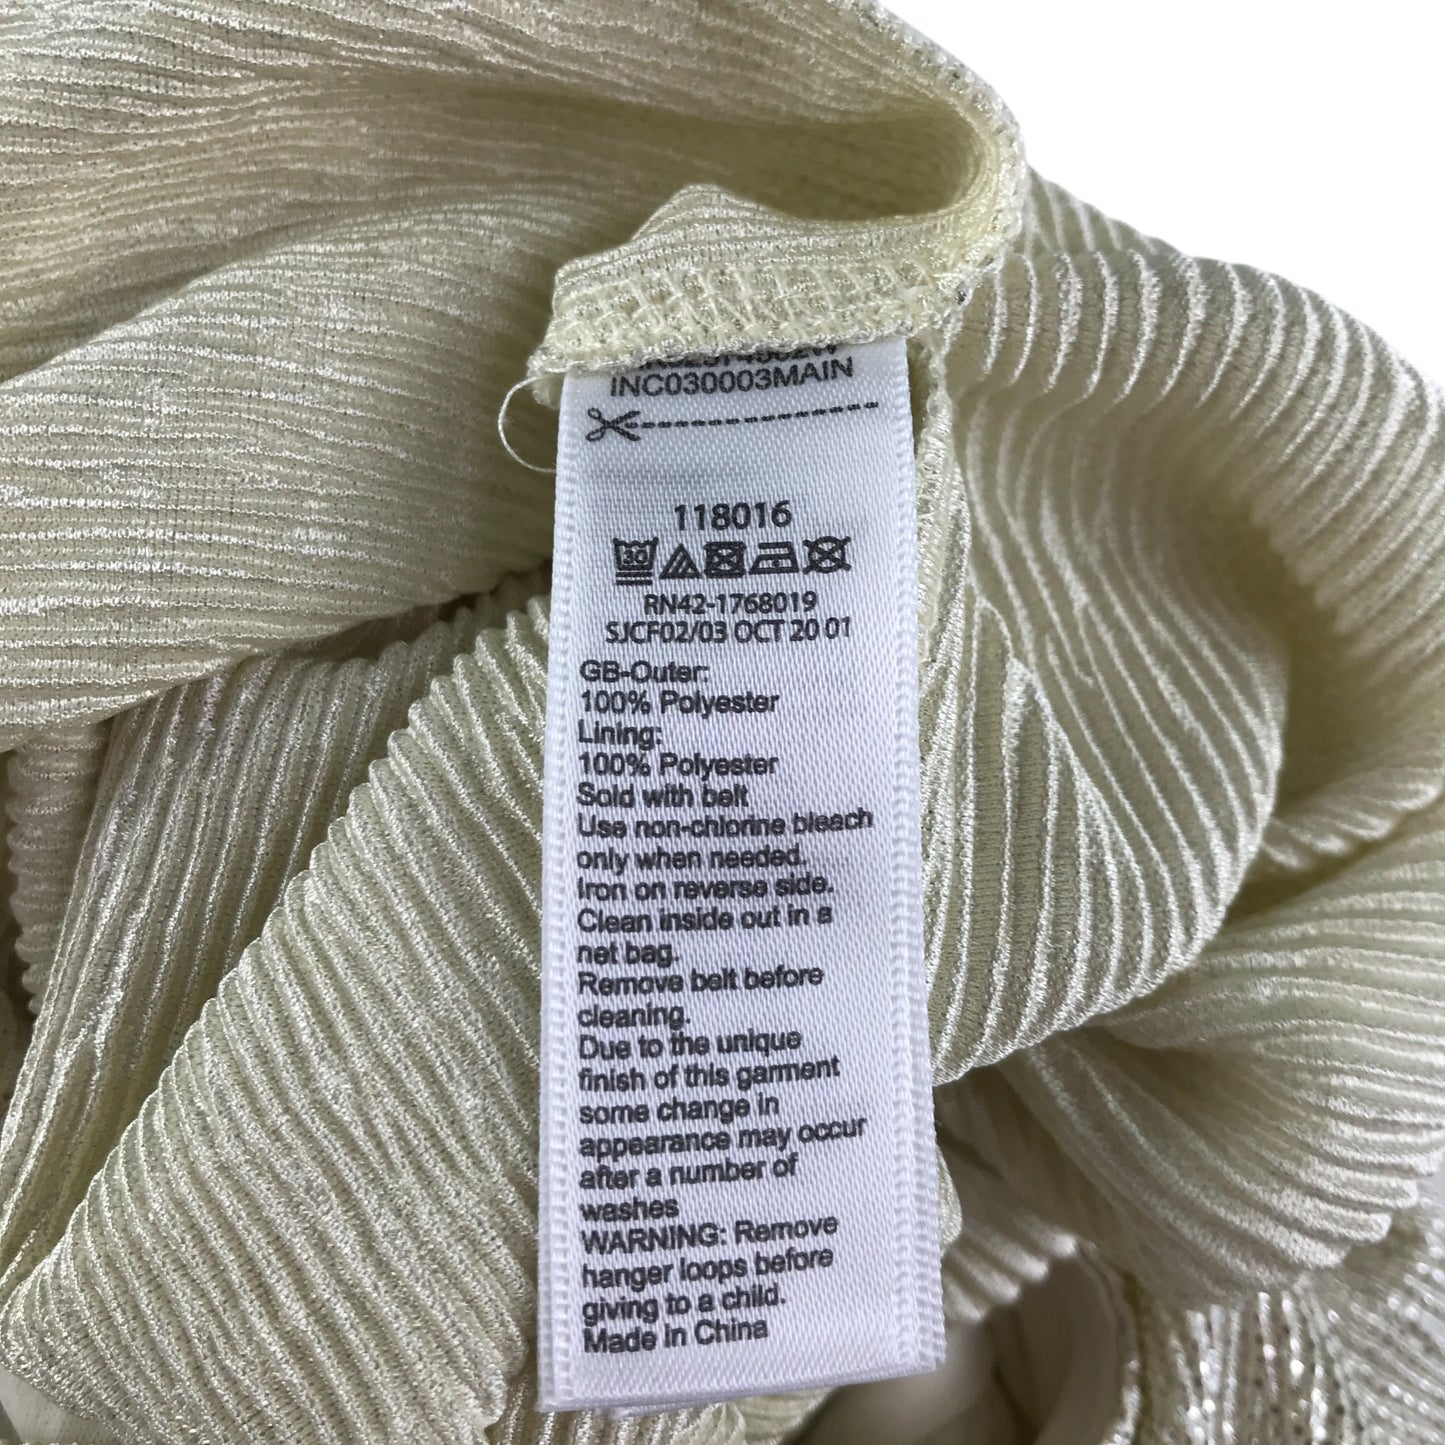 INC030003MAIN
118016
30
RN42-1768019
SJCF02/03 OCT 20 01
GB-Outer:
100% Polyester
Lining:
100% Polyester
Sold with belt
Use non-chlorine bleach
only when needed.
Iron on reverse side.
Clean inside out in a
net bag.
Remove belt before
cleaning.
Due to the unique
finish of this garment
some change in
appearance may occur
after a number of
washes
WARNING: Remove
hanger loops before
giving to a child.
Made in China